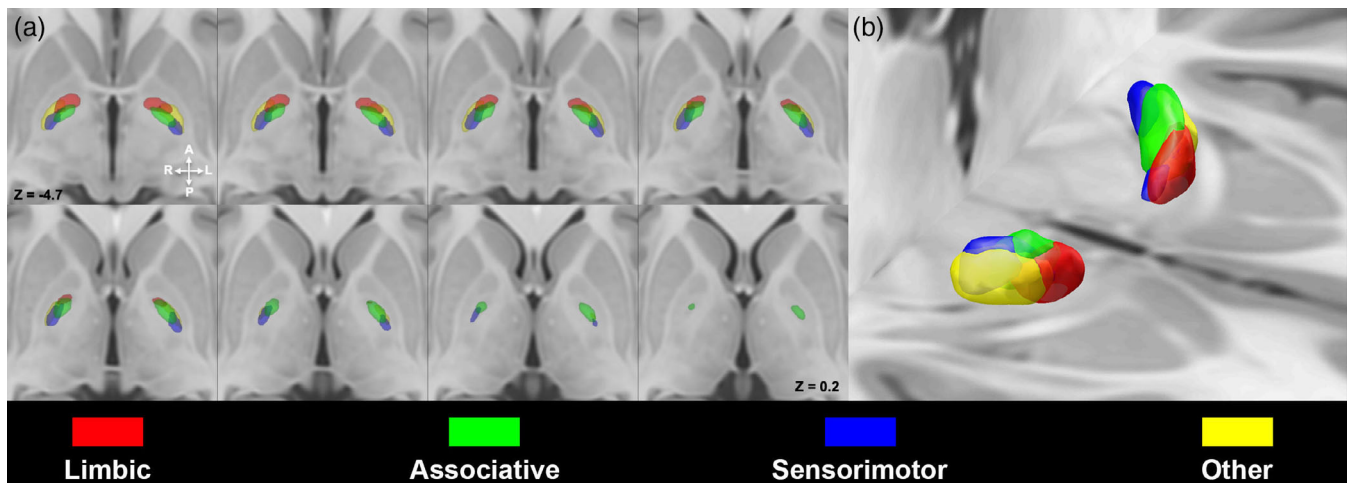 (a)
(b)
A
R L
P
Z = -4.7
Z = 0.2
Limbic
Associative
Sensorimotor
Other